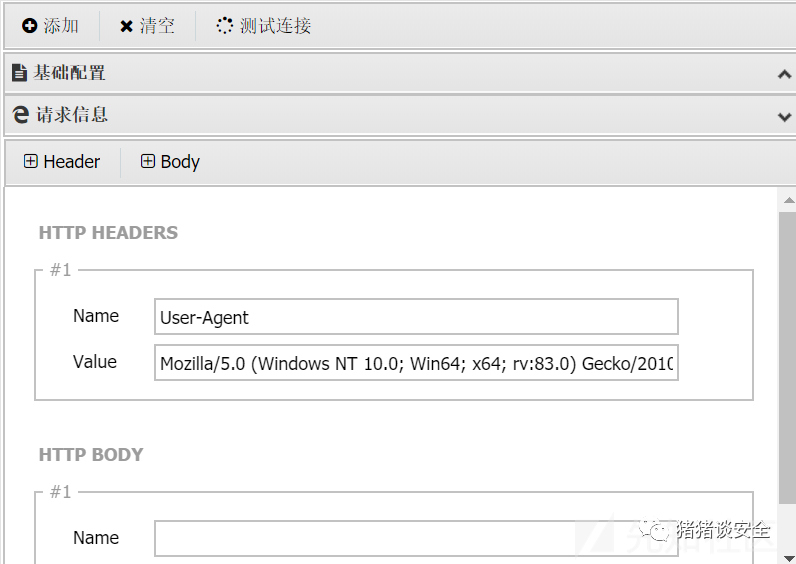 添加 清空 测试连接
基础配置
请求信息
Header Body
HTTP HEADERS
#1
Name User-Agent
Value Mozilla/5.0 (Windows NT 10.0; Win64; x64; rv:83.0) Gecko/2010
HTTP BODY
#1
Name
猪猪谈安全